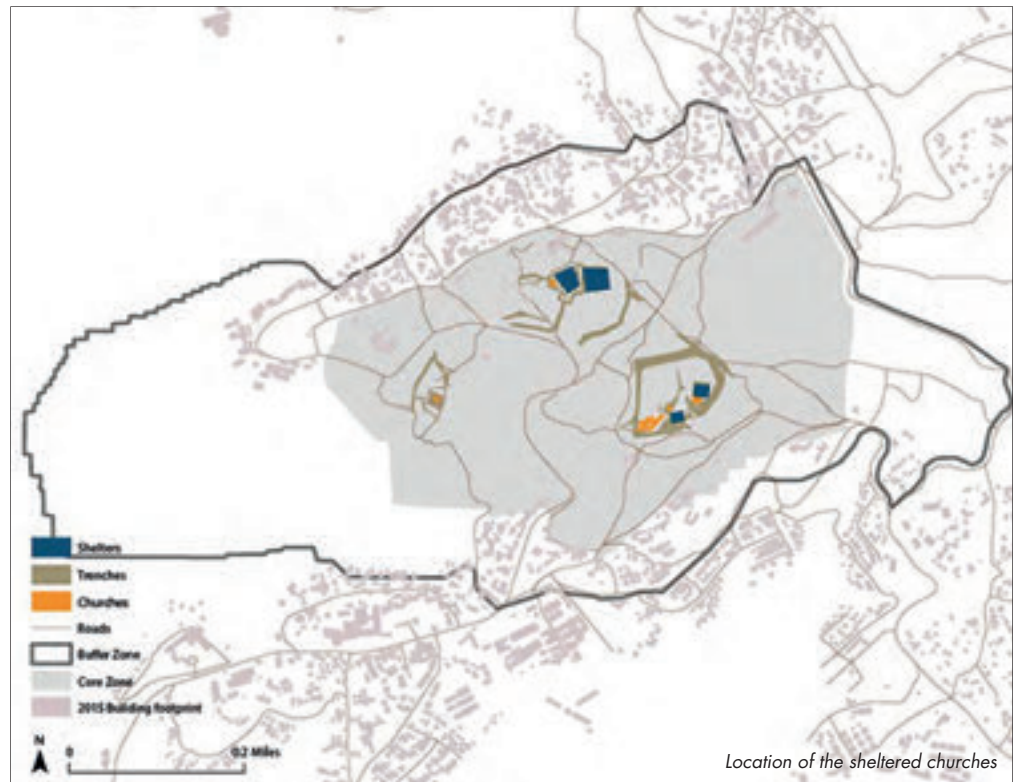 Shelters
Trenches
Churches
Roads
Buffer Zone
Core Zone
2015 Building footprint
N
0
0.2 Miles
Location of the sheltered churches